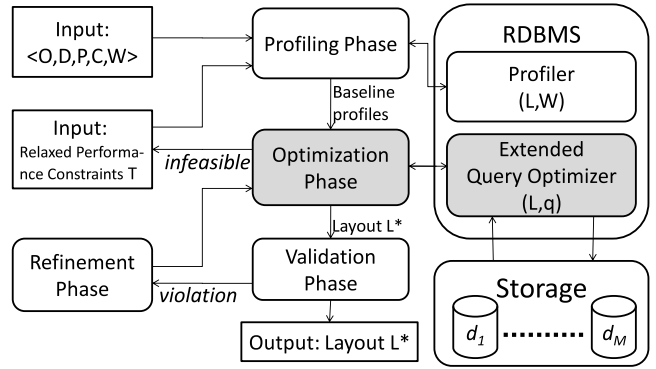 Input:
<O,D,P,C,W>
Profiling Phase
RDBMS
Profiler
(L,W)
Baseline
profiles
Input:
Relaxed Performa-
nce Constraints T
infeasible
Optimization
Phase
Extended
Query Optimizer
(L,q)
Layout L*
Refinement
Phase
violation
Validation
Phase
Storage
d1
dM
Output: Layout L*